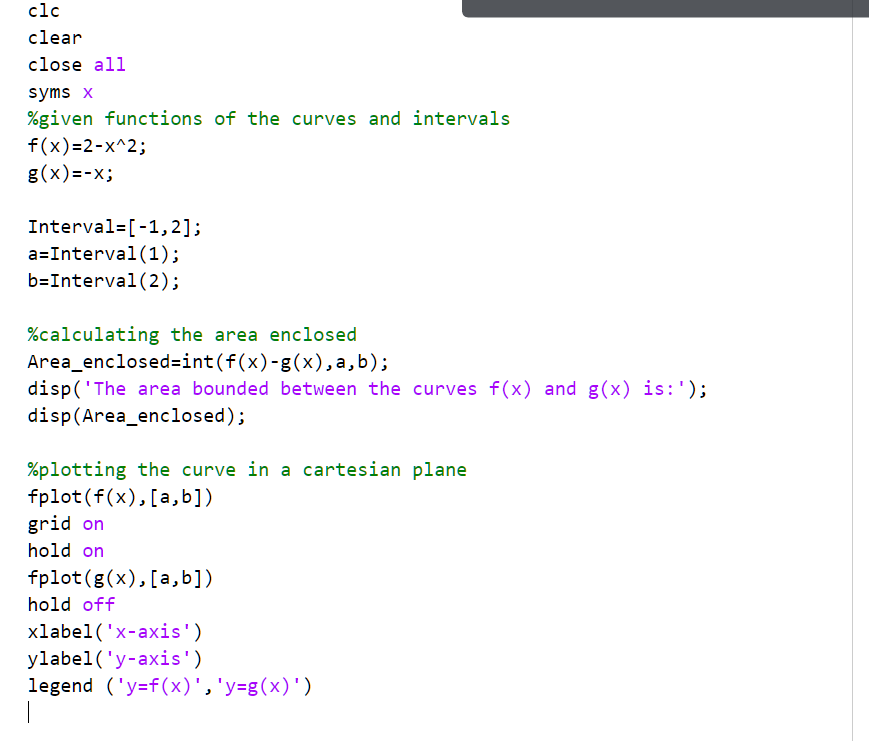 clc
clear
close all
syms x
%given functions of the curves and intervals
f(x)=2-x^2;
g(x)=-x;
Interval=[-1,2];
a=Interval(1);
b=Interval(2);
%calculating the area enclosed
Area_enclosed=int(f(x)-g(x),a,b);
disp('The area bounded between the curves f(x) and g(x) is:');
disp(Area_enclosed);
%plotting the curve in a cartesian plane
fplot(f(x),[a,b])
grid on
hold on
fplot(g(x),[a,b])
hold off
xlabel('x-axis')
ylabel('y-axis')
legend ('y=f(x)','y=g(x)')